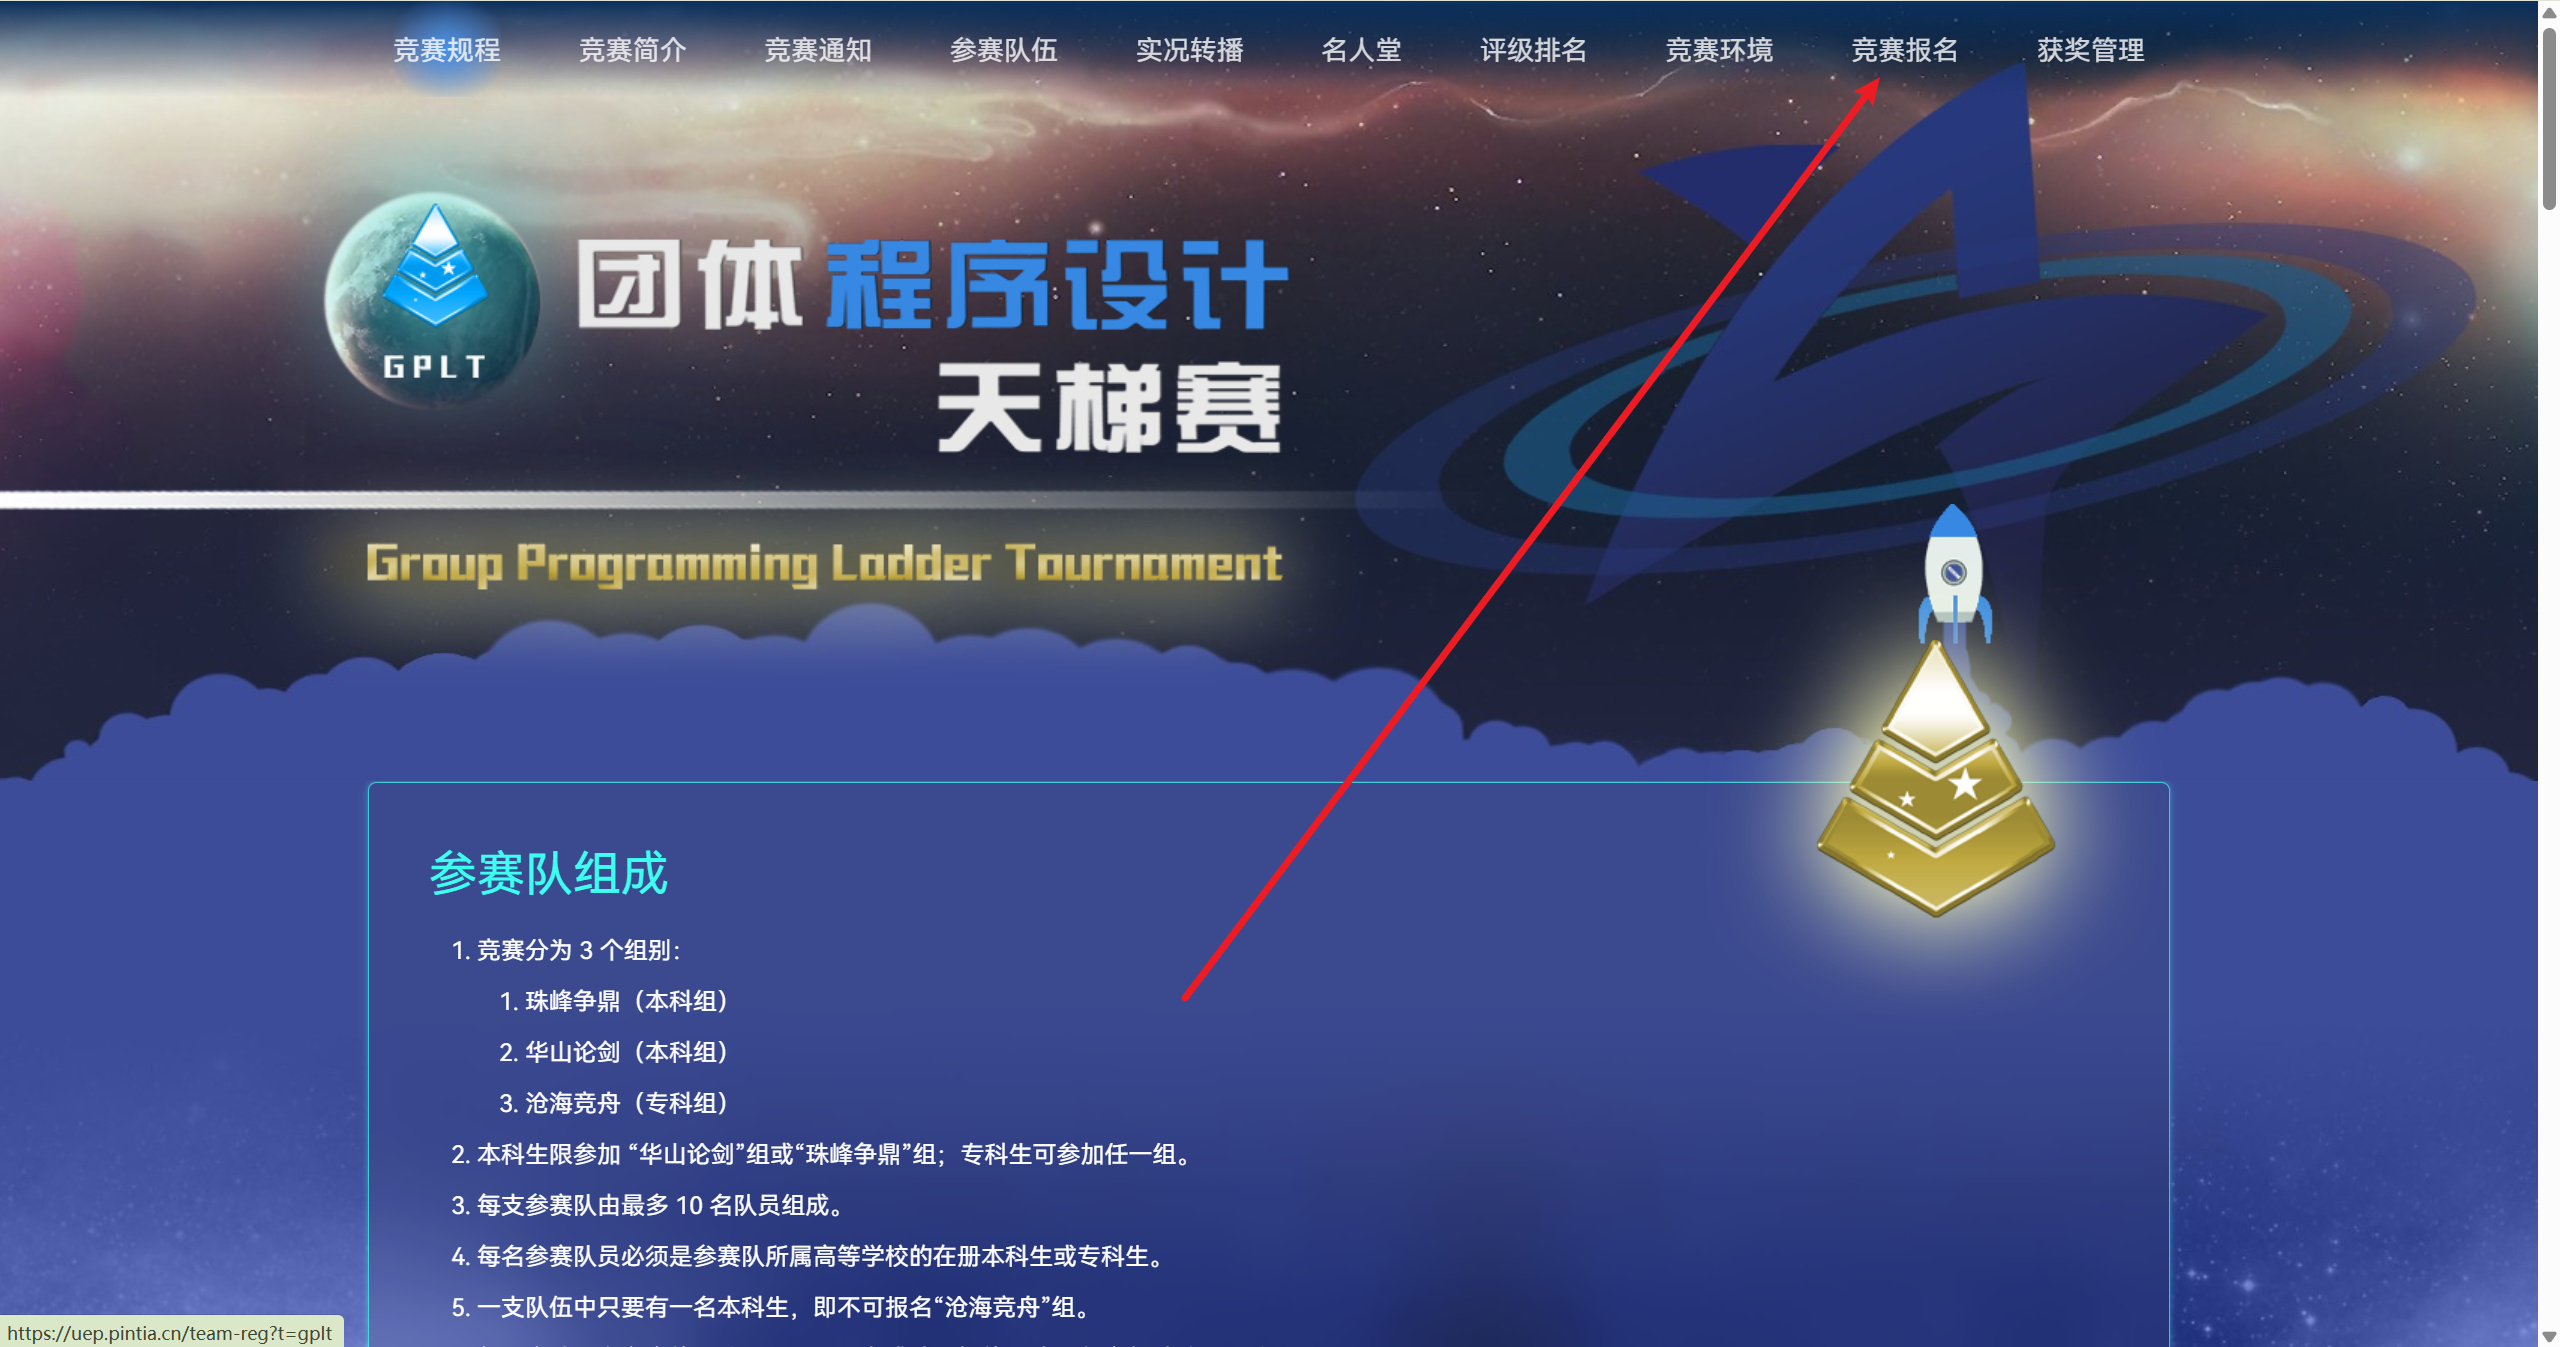 竞赛规程 竞赛简介 竞赛通知 参赛队伍 实况转播 名人堂 评级排名 竞赛环境 竞赛报名 获奖管理
GPLT
团体程序设计
天梯赛
Group Programming Ladder Tournament
参赛队组成
1. 竞赛分为 3 个组别：
1. 珠峰争鼎（本科组）
2. 华山论剑（本科组）
3. 沧海竞舟（专科组）
2. 本科生限参加 “华山论剑”组或“珠峰争鼎”组；专科生可参加任一组。
3. 每支参赛队由最多 10 名队员组成。
4. 每名参赛队员必须是参赛队所属高等学校的在册本科生或专科生。
5. 一支队伍中只要有一名本科生，即不可报名“沧海竞舟”组。
https://uep.pintia.cn/team-reg?t=gplt